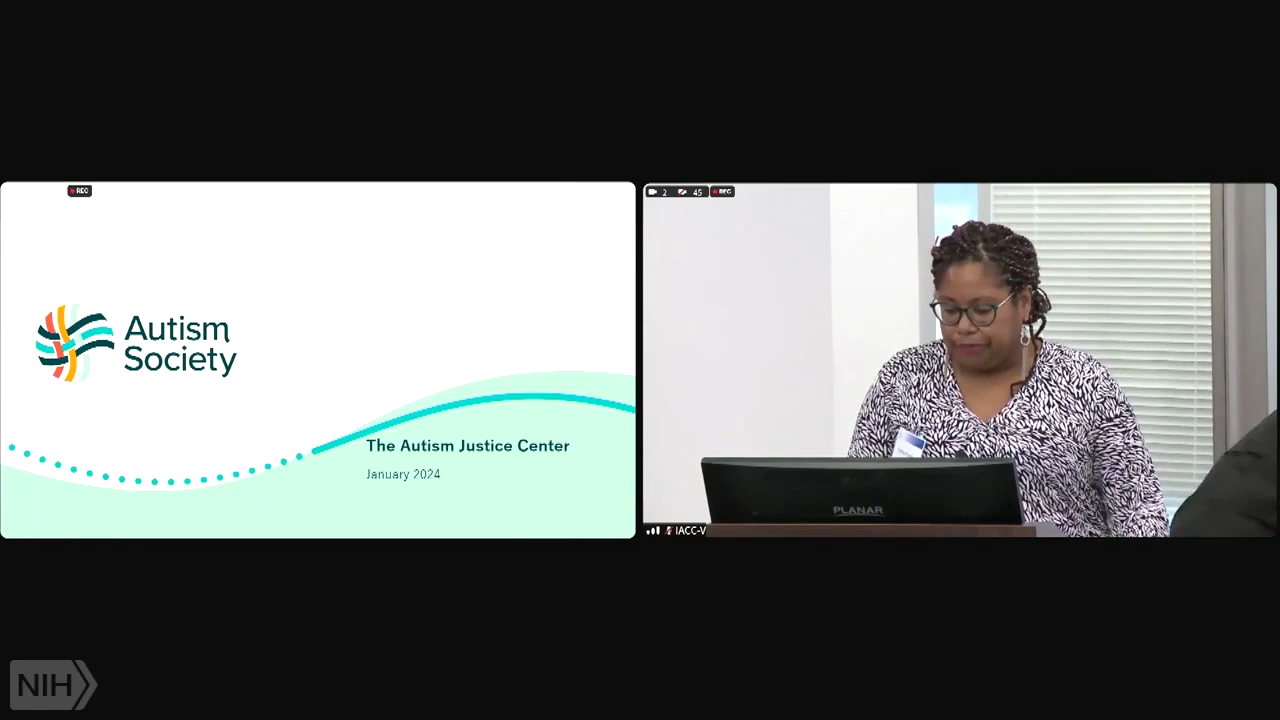 REC
Autism
Society
The Autism Justice Center
January 2024
2 45 REC
PLANAR
IACC-V
NIH